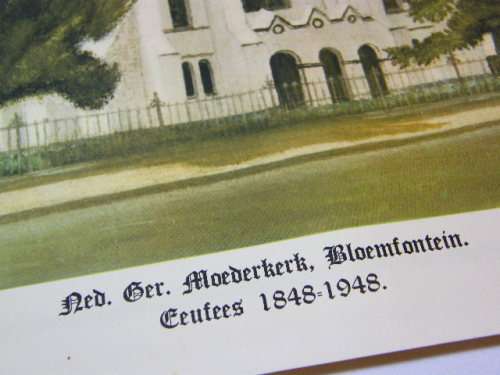 Ned. Ger. Moederkerk, Bloemfontein.
Eeufees 1848-1948.